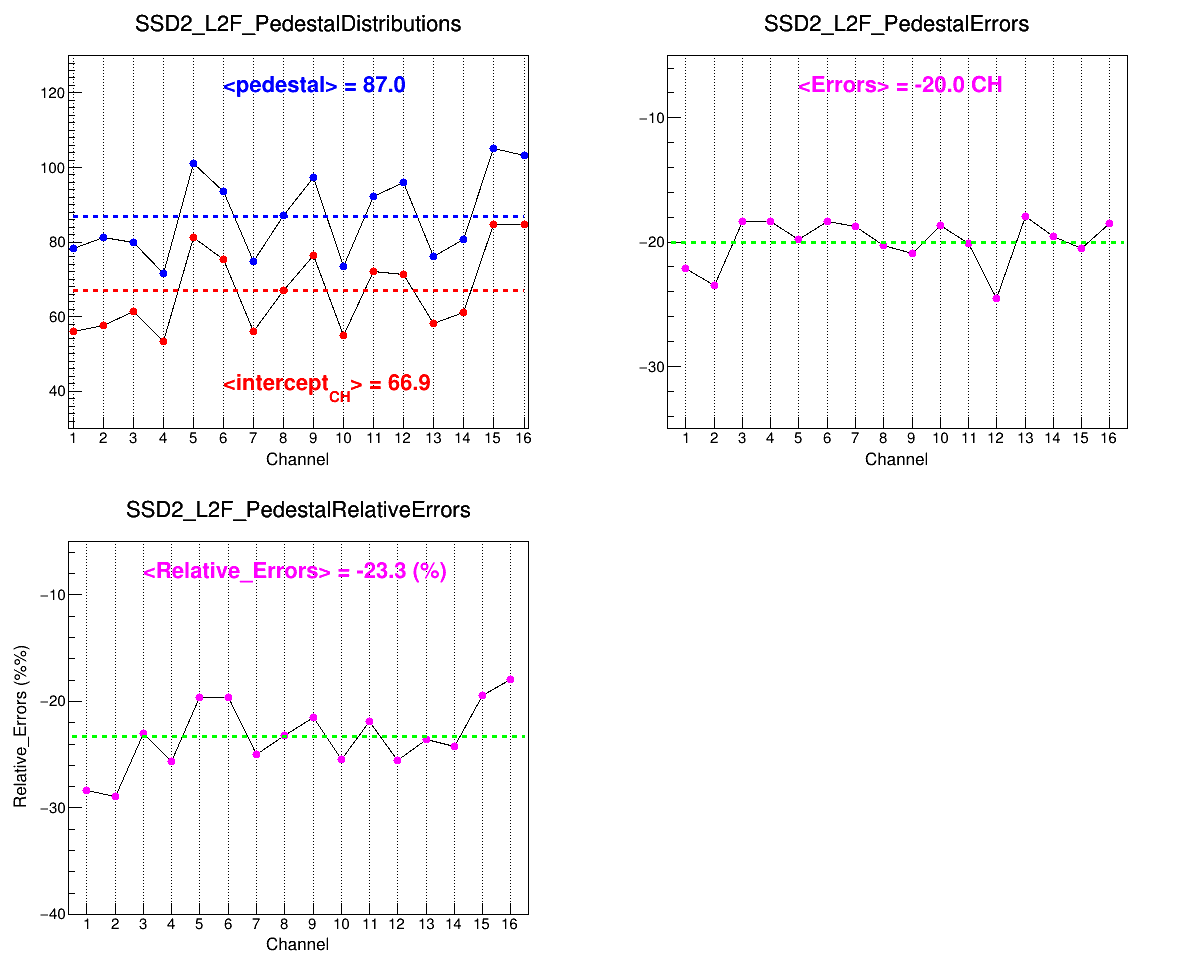 SSD2_L2F_PedestalDistributions
<pedestal> = 87.0
120
100
80
60
40
<intercept_CH> = 66.9
1 2 3 4 5 6 7 8 9 10 11 12 13 14 15 16
Channel
SSD2_L2F_PedestalErrors
<Errors> = -20.0 CH
−10
−20
−30
1 2 3 4 5 6 7 8 9 10 11 12 13 14 15 16
Channel
SSD2_L2F_PedestalRelativeErrors
<Relative_Errors> = -23.3 (%)
Relative_Errors (%%)
−10
−20
−30
−40
1 2 3 4 5 6 7 8 9 10 11 12 13 14 15 16
Channel